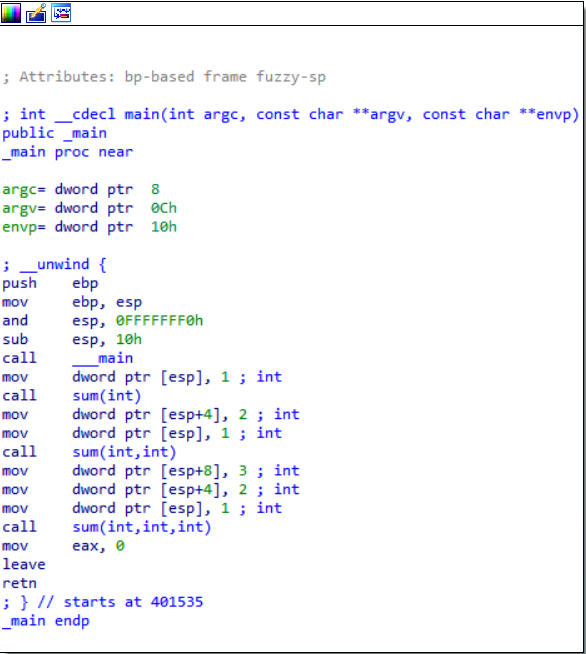 ; Attributes: bp-based frame fuzzy-sp
; int __cdecl main(int argc, const char **argv, const char **envp)
public _main
_main proc near
argc= dword ptr  8
argv= dword ptr  0Ch
envp= dword ptr  10h
; __unwind {
push    ebp
mov     ebp, esp
and     esp, 0FFFFFFF0h
sub     esp, 10h
call    ___main
mov     dword ptr [esp], 1 ; int
call    sum(int)
mov     dword ptr [esp+4], 2 ; int
mov     dword ptr [esp], 1 ; int
call    sum(int,int)
mov     dword ptr [esp+8], 3 ; int
mov     dword ptr [esp+4], 2 ; int
mov     dword ptr [esp], 1 ; int
call    sum(int,int,int)
mov     eax, 0
leave
retn
; } // starts at 401535
_main endp